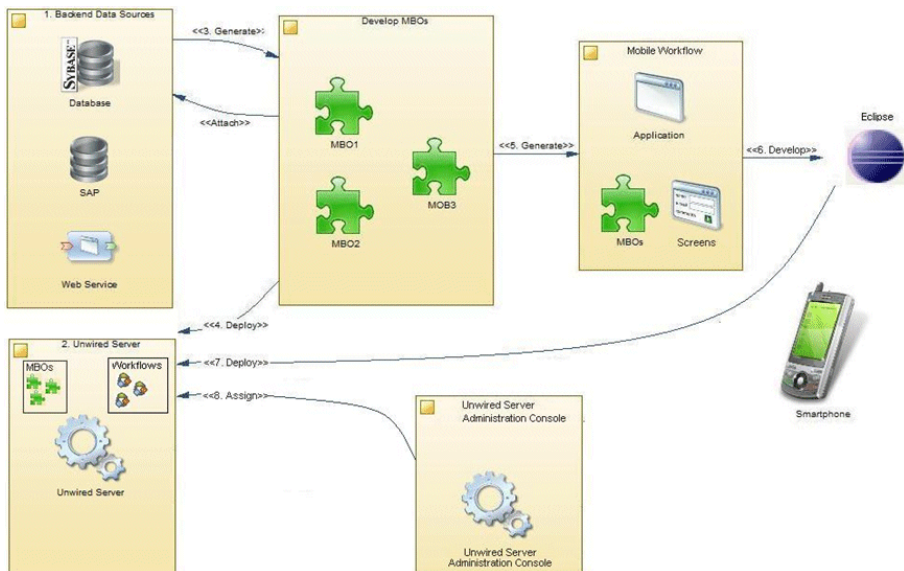 1. Backend Data Sources
SYBASE
Database
SAP
Web Service
<<3. Generate>>
<<Attach>>
Develop MBOs
MBO1
MBO2
MOB3
<<5. Generate>>
Mobile Workflow
Application
MBOs
Screens
<<6. Develop>>
Eclipse
<<4. Deploy>>
<<7. Deploy>>
<<8. Assign>>
2. Unwired Server
MBOs
Workflows
Unwired Server
Unwired Server
Administration Console
Unwired Server
Administration Console
Smartphone